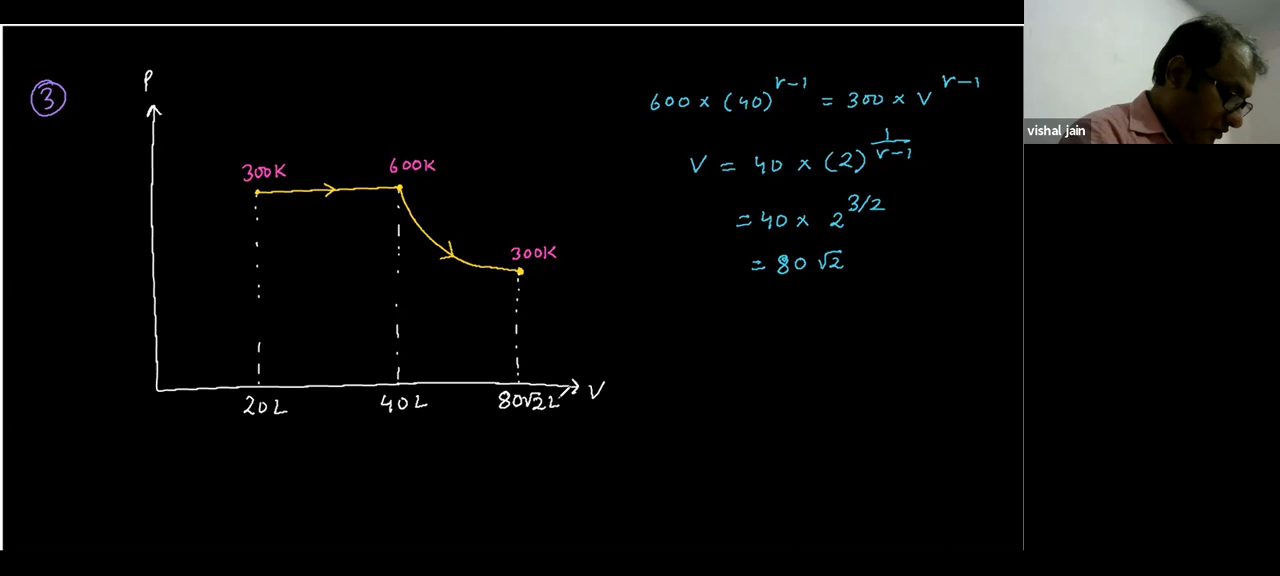 ③
P
300K
600K
300K
20L
40L
80√2L
V
600 × (40)^{r-1} = 300 × V^{r-1}
V = 40 × (2)^{1/(r-1)}
= 40 × 2^{3/2}
= 80 √2
vishal jain